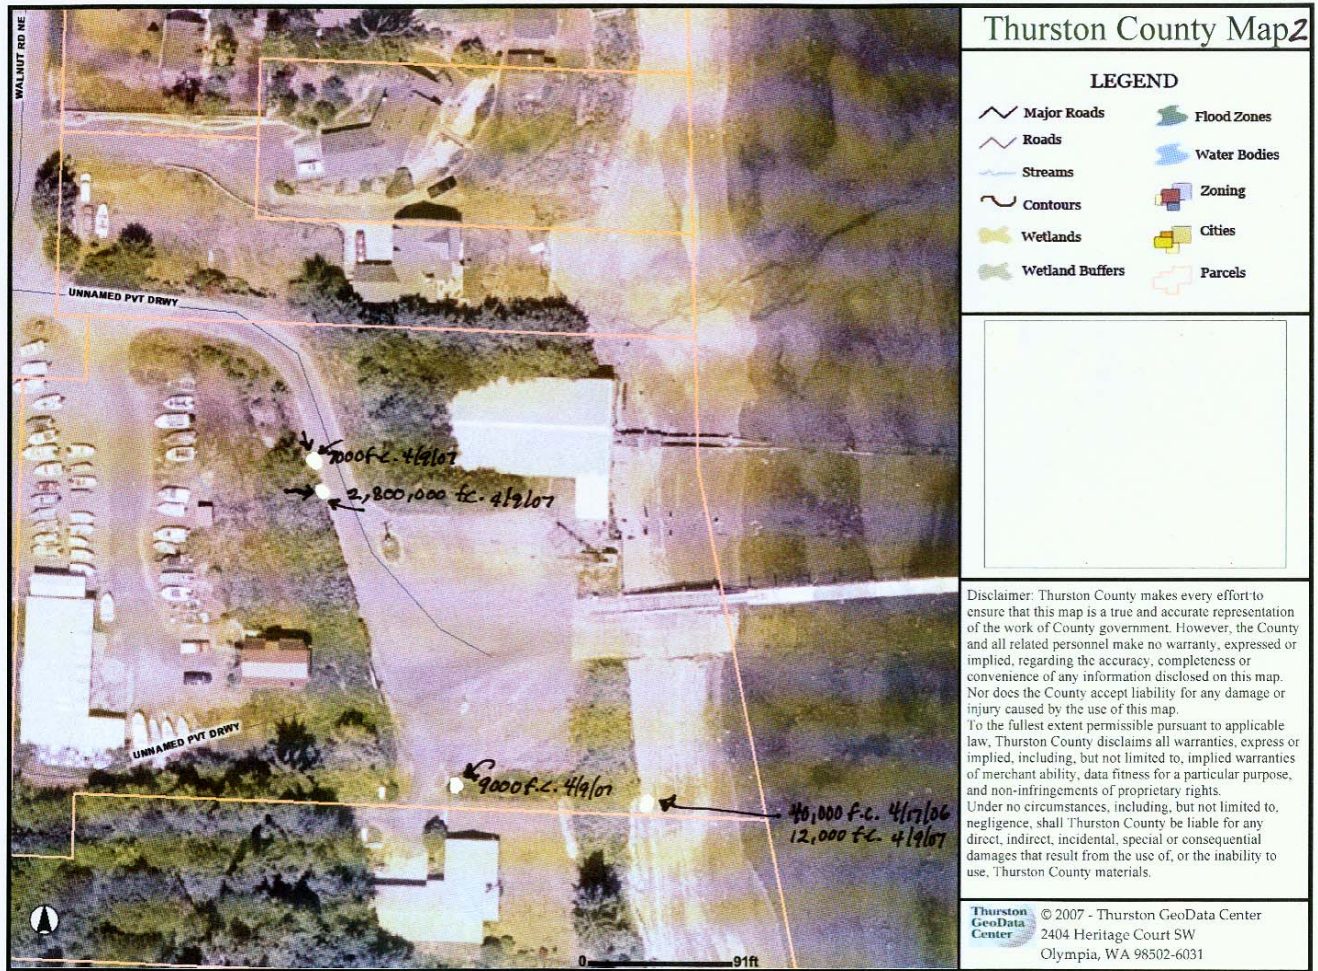 WALNUT RD NE
UNNAMED PVT DRWY
7000 f.c. 4/9/07
2,800,000 f.c. 4/9/07
UNNAMED PVT DRWY
9000 f.c. 4/9/07
40,000 f.c. 4/17/06
12,000 f.c. 4/9/07
0 91ft
Thurston County Map 2
LEGEND
Major Roads
Roads
Streams
Contours
Wetlands
Wetland Buffers
Flood Zones
Water Bodies
Zoning
Cities
Parcels
Disclaimer: Thurston County makes every effort to
ensure that this map is a true and accurate representation
of the work of County government. However, the County
and all related personnel make no warranty, expressed or
implied, regarding the accuracy, completeness or
convenience of any information disclosed on this map.
Nor does the County accept liability for any damage or
injury caused by the use of this map.
To the fullest extent permissible pursuant to applicable
law, Thurston County disclaims all warranties, express or
implied, including, but not limited to, implied warranties
of merchant ability, data fitness for a particular purpose,
and non-infringements of proprietary rights.
Under no circumstances, including, but not limited to,
negligence, shall Thurston County be liable for any
direct, indirect, incidental, special or consequential
damages that result from the use of, or the inability to
use, Thurston County materials.
Thurston
GeoData
Center
© 2007 - Thurston GeoData Center
2404 Heritage Court SW
Olympia, WA 98502-6031